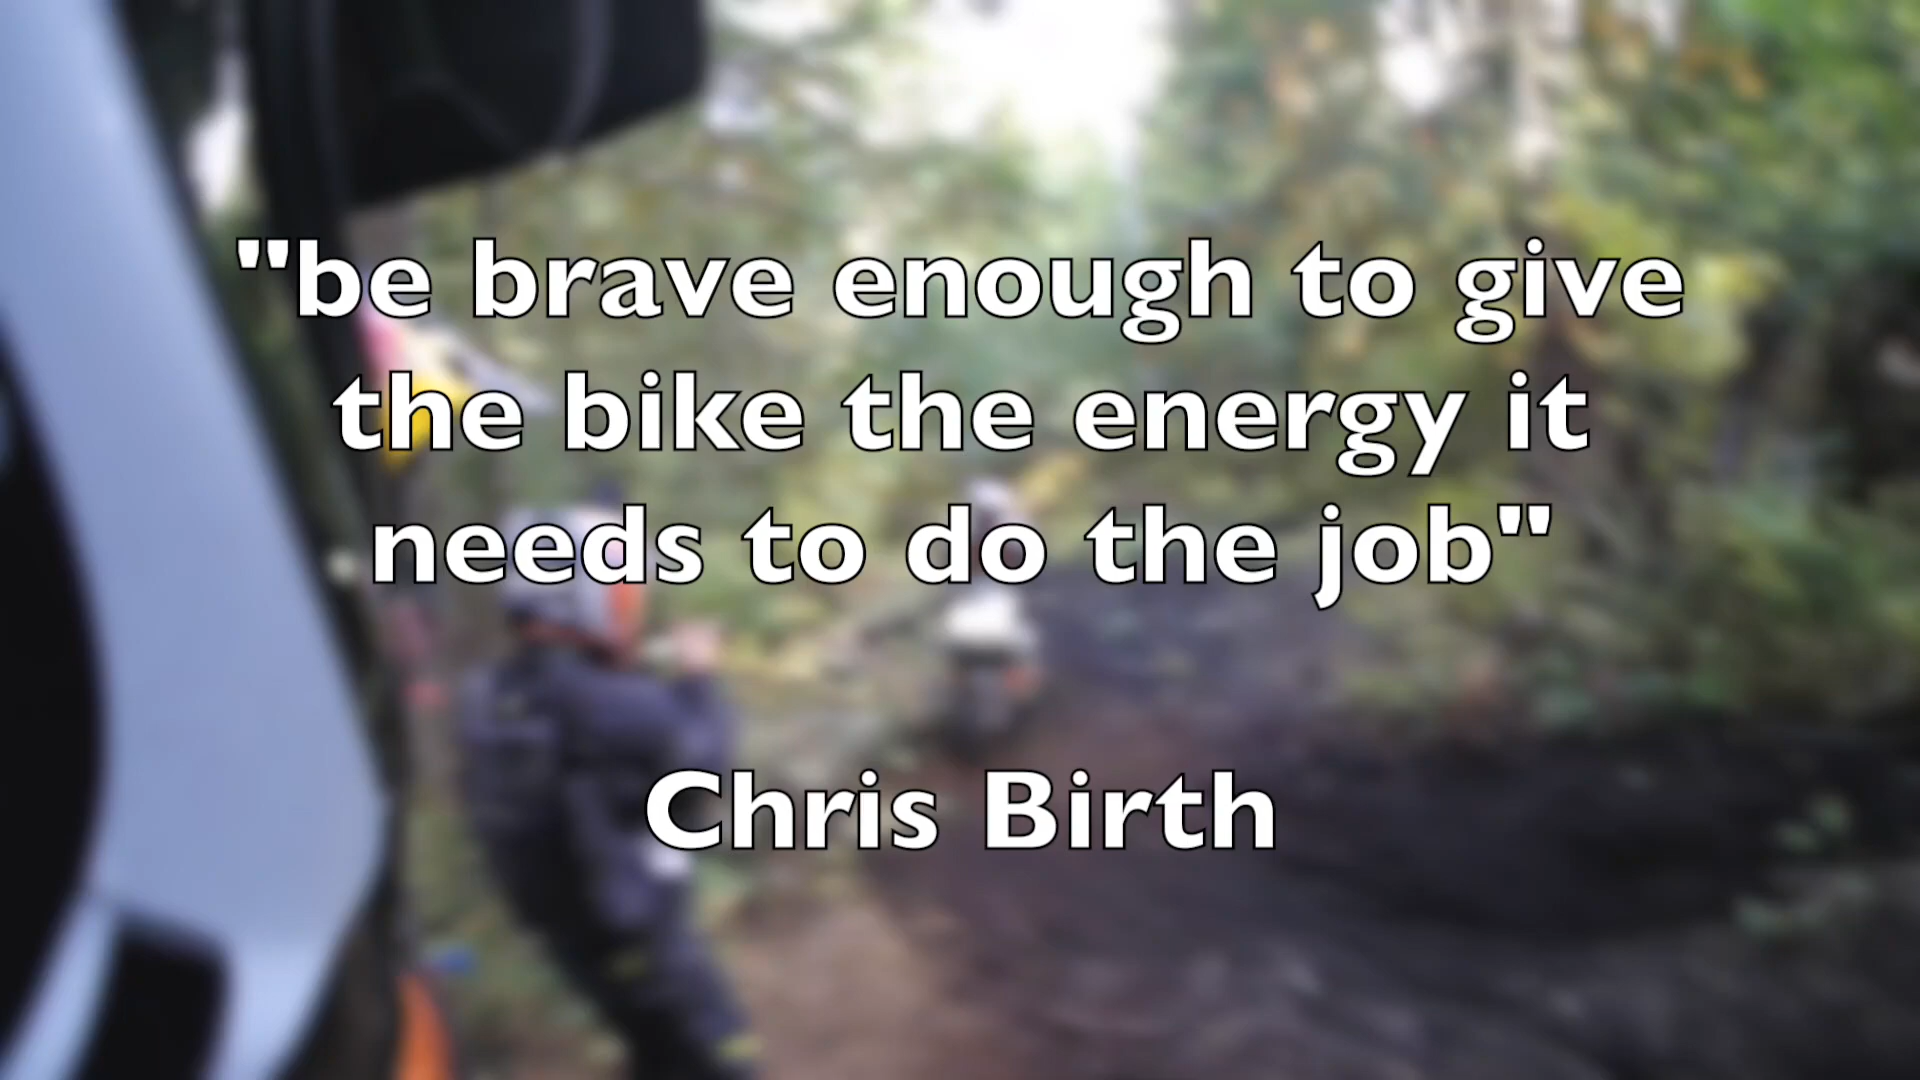 "be brave enough to give
the bike the energy it
needs to do the job"
Chris Birth